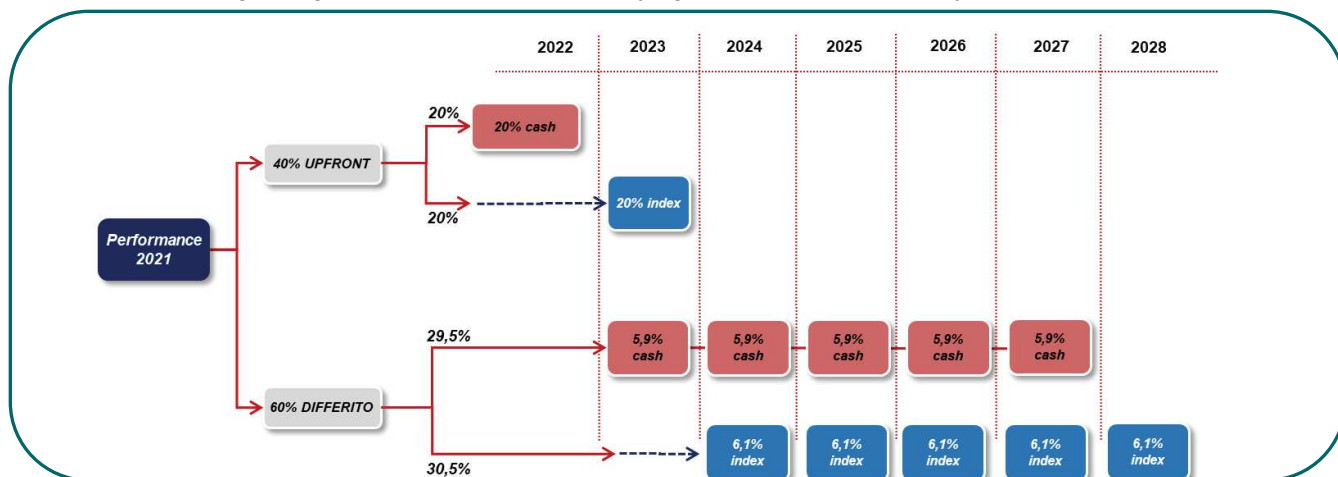 2022 2023 2024 2025 2026 2027 2028
20%
20% cash
40% UPFRONT
20%
20% index
Performance
2021
29,5%
5,9% 5,9% 5,9% 5,9% 5,9%
cash cash cash cash cash
60% DIFFERITO
6,1% 6,1% 6,1% 6,1% 6,1%
index index index index index
30,5%